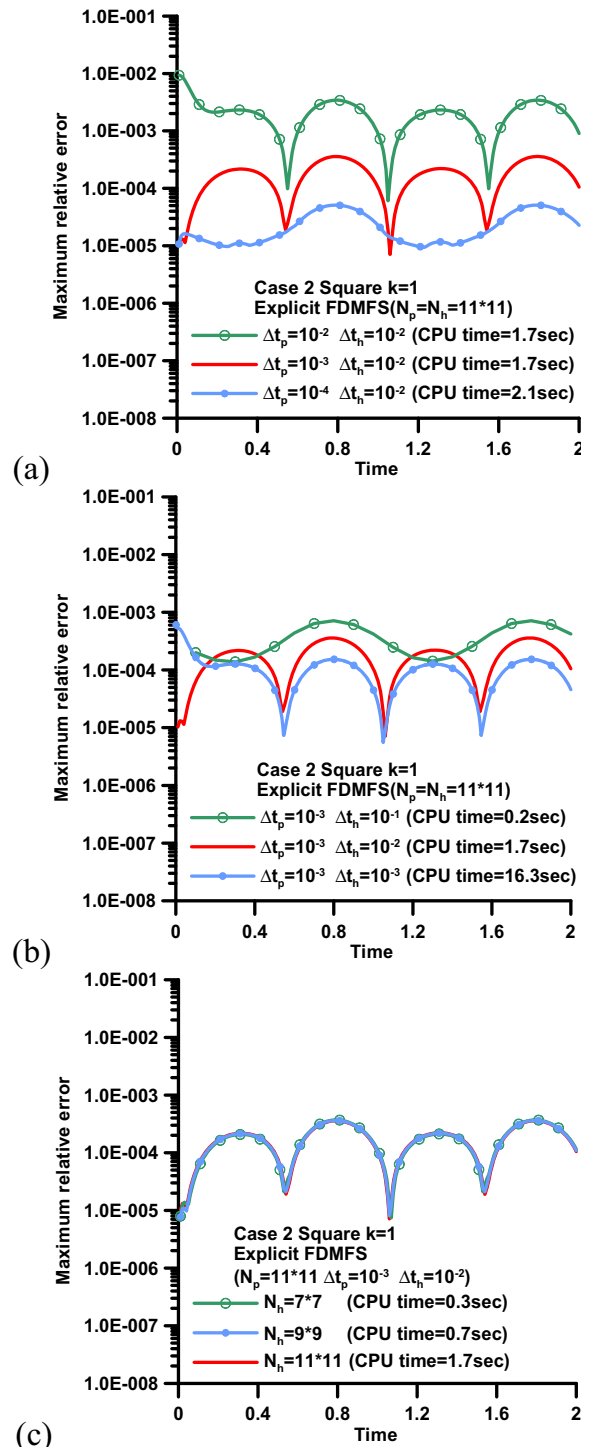 1.0E-001
1.0E-002
1.0E-003
1.0E-004
1.0E-005
1.0E-006
1.0E-007
1.0E-008
Maximum relative error
Case 2 Square k=1
Explicit FDMFS(Np=Nh=11*11)
Δtp=10-2 Δth=10-2 (CPU time=1.7sec)
Δtp=10-3 Δth=10-2 (CPU time=1.7sec)
Δtp=10-4 Δth=10-2 (CPU time=2.1sec)
0 0.4 0.8 1.2 1.6 2
Time
(a)
1.0E-001
1.0E-002
1.0E-003
1.0E-004
1.0E-005
1.0E-006
1.0E-007
1.0E-008
Maximum relative error
Case 2 Square k=1
Explicit FDMFS(Np=Nh=11*11)
Δtp=10-3 Δth=10-1 (CPU time=0.2sec)
Δtp=10-3 Δth=10-2 (CPU time=1.7sec)
Δtp=10-3 Δth=10-3 (CPU time=16.3sec)
0 0.4 0.8 1.2 1.6 2
Time
(b)
1.0E-001
1.0E-002
1.0E-003
1.0E-004
1.0E-005
1.0E-006
1.0E-007
1.0E-008
Maximum relative error
Case 2 Square k=1
Explicit FDMFS
(Np=11*11 Δtp=10-3 Δth=10-2)
Nh=7*7 (CPU time=0.3sec)
Nh=9*9 (CPU time=0.7sec)
Nh=11*11 (CPU time=1.7sec)
0 0.4 0.8 1.2 1.6 2
Time
(c)